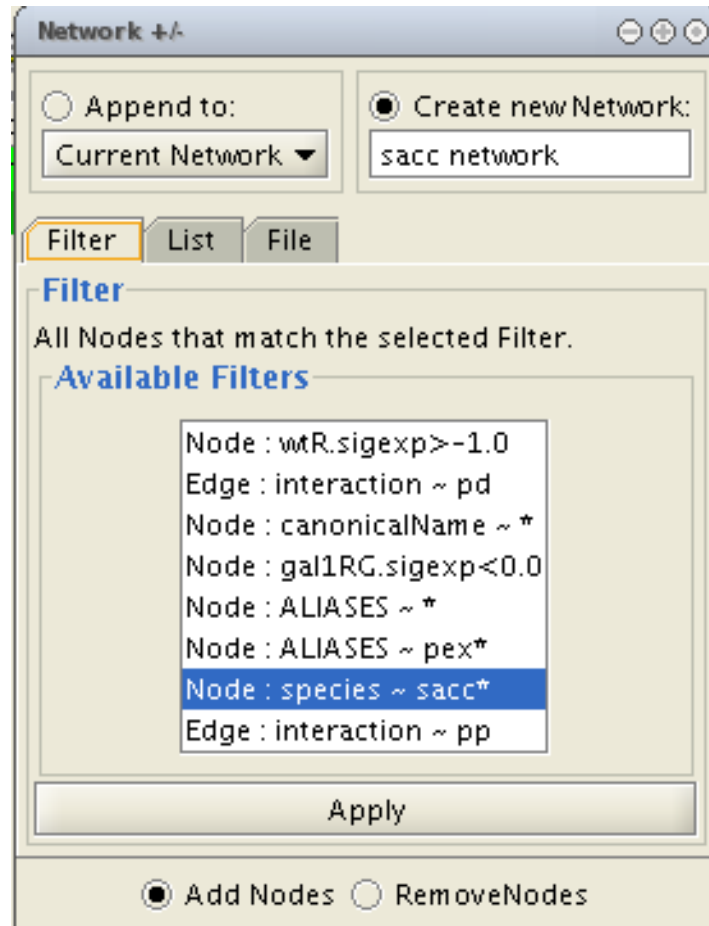 Network +/-
Append to:
Create new Network:
Current Network
sacc network
Filter
List
File
Filter
All Nodes that match the selected Filter.
Available Filters
Node : wtR.sigexp>-1.0
Edge : interaction ~ pd
Node : canonicalName ~ *
Node : gal1RG.sigexp<0.0
Node : ALIASES ~ *
Node : ALIASES ~ pex*
Node : species ~ sacc*
Edge : interaction ~ pp
Apply
Add Nodes
RemoveNodes